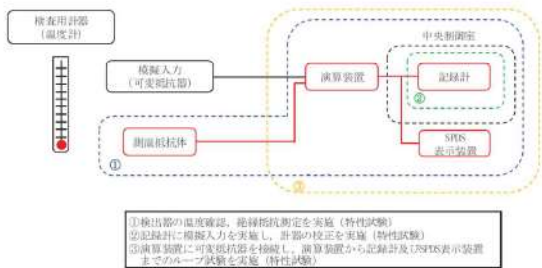 検査用計器
(温度計)
中央制御室
模擬入力
(可変抵抗器)
演算装置
記録計
②
測温抵抗体
SPDS
表示装置
①
③
①検出器の温度確認、絶縁抵抗測定を実施(特性試験)
②記録計に模擬入力を実施し、計器の校正を実施(特性試験)
③演算装置に可変抵抗器を接続し、演算装置から記録計及びSPDS表示装置
までのループ試験を実施(特性試験)